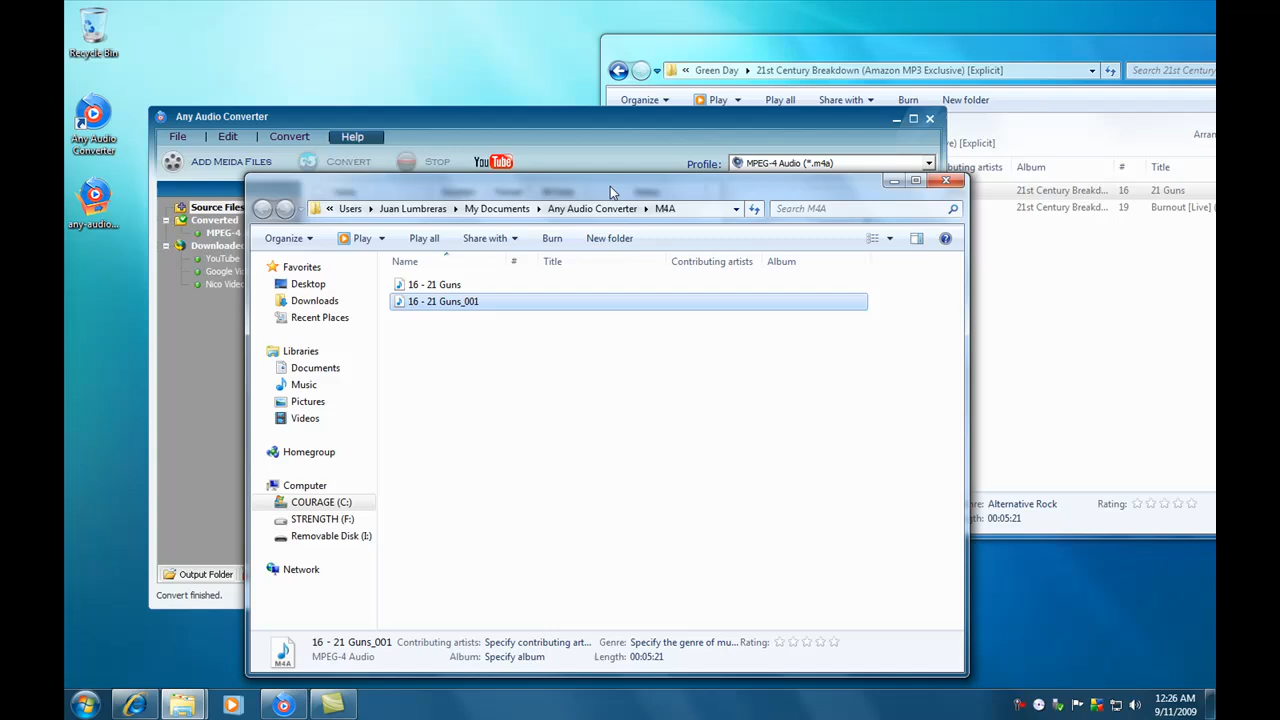 Recycle Bin
Any Audio
Converter
any-audio...
« Green Day 21st Century Breakdown (Amazon MP3 Exclusive) [Explicit]
Search 21st Century
Organize Play Play all Share with Burn New folder
[Explicit]
Album # Title
21st Century Breakd... 16 21 Guns
21st Century Breakd... 19 Burnout [Live] (
Alternative Rock Rating:
00:05:21
Any Audio Converter
File Edit Convert Help
ADD MEIDA FILES CONVERT STOP YouTube Profile: MPEG-4 Audio (*.m4a)
Source Files
Converted
MPEG-4
Downloade
YouTube
Google Vi
Nico Video
Output Folder
Convert finished.
« Users Juan Lumbreras My Documents Any Audio Converter M4A
Search M4A
Organize Play Play all Share with Burn New folder
Name # Title Contributing artists Album
16 - 21 Guns
16 - 21 Guns_001
Favorites
Desktop
Downloads
Recent Places
Libraries
Documents
Music
Pictures
Videos
Homegroup
Computer
COURAGE (C:)
STRENGTH (F:)
Removable Disk (I:)
Network
16 - 21 Guns_001 Contributing artists: Specify contributing art... Genre: Specify the genre of mu... Rating:
MPEG-4 Audio Album: Specify album Length: 00:05:21
M4A
12:26 AM
9/11/2009